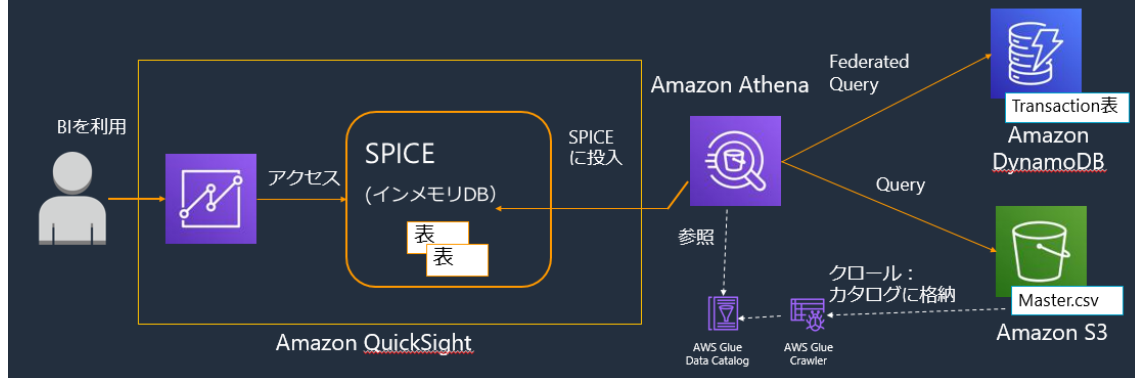 BIを利用
アクセス
SPICE
(インメモリDB)
表
表
SPICE
に投入
Amazon QuickSight
Amazon Athena
参照
Federated
Query
Query
Transaction表
Amazon
DynamoDB
クロール：
カタログに格納
Master.csv
Amazon S3
AWS Glue
Data Catalog
AWS Glue
Crawler